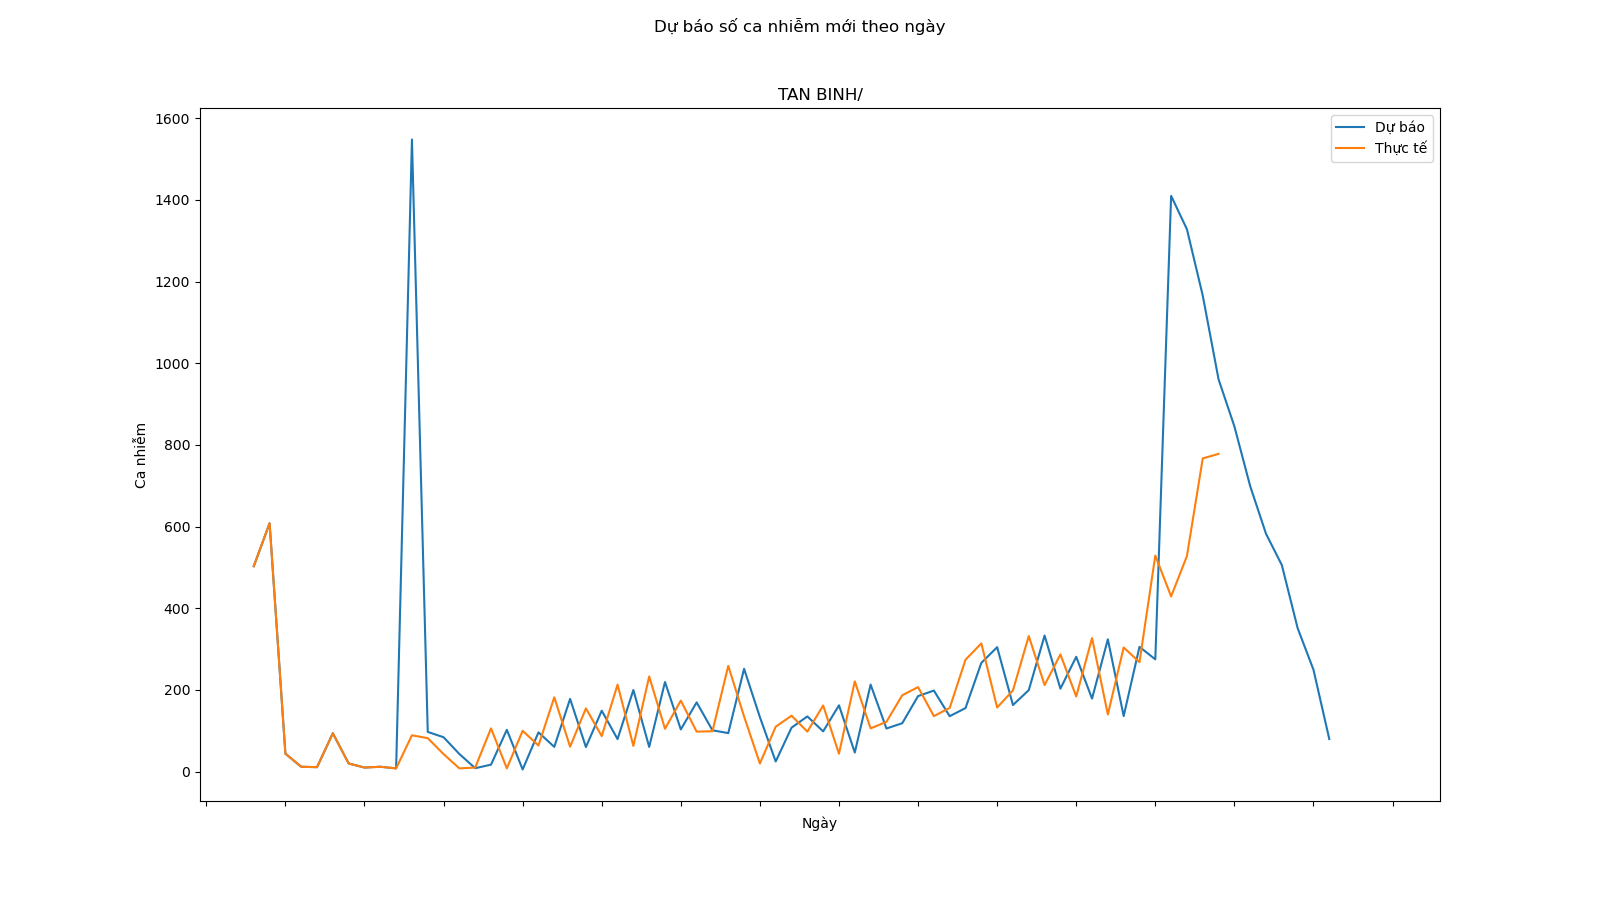 Dự báo số ca nhiễm mới theo ngày
TAN BINH/
1600
1400
1200
1000
800
600
400
200
0
Ca nhiễm
Dự báo
Thực tế
Ngày